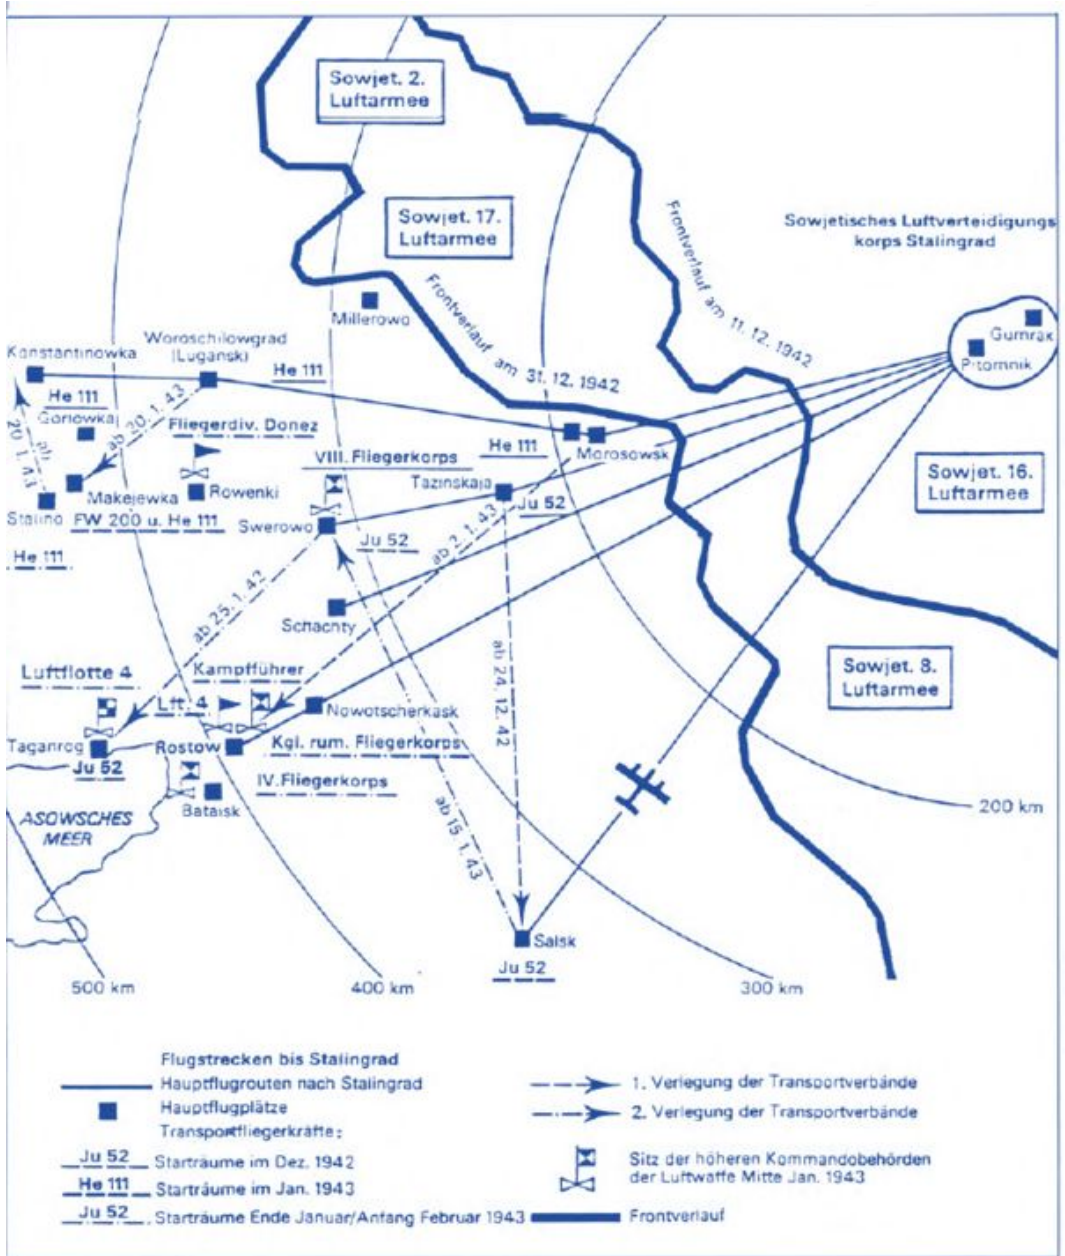 Sowjet. 2.
Luftarmee
Sowjet. 17.
Luftarmee
Sowjetisches Luftverteidigungs
korps Stalingrad
Frontverlauf am 11. 12. 1942
Frontverlauf am 31. 12. 1942
Gumrak
Pitomnik
Millerowo
Woroschilowgrad
(Lugansk)
Konstantinowka
He 111
He 111
Gorlowka
ab 20. 1. 43
Fliegerdiv. Donez
ab
20. 1. 43
He 111
Morosowsk
VIII. Fliegerkorps
Tazinskaja
Sowjet. 16.
Luftarmee
Makejewka
Rowenki
Stalino
FW 200 u. He 111
Swerowo
Ju 52
Ju 52
ab 2. 1. 43
He 111
ab 25. 1. 42
Schachty
ab 24. 12. 42
Sowjet. 8.
Luftarmee
Luftflotte 4
Kampfführer
Lft. 4
Nowotscherkask
Taganrog
Rostow
Kgl. rum. Fliegerkorps
Ju 52
IV. Fliegerkorps
Bataisk
ab 15. 1. 43
200 km
ASOWSCHES
MEER
Salsk
Ju 52
500 km
400 km
300 km
Flugstrecken bis Stalingrad
Hauptflugrouten nach Stalingrad
Hauptflugplätze
Transportfliegerkräfte:
Ju 52 Starträume im Dez. 1942
He 111 Starträume im Jan. 1943
Ju 52 Starträume Ende Januar/Anfang Februar 1943
1. Verlegung der Transportverbände
2. Verlegung der Transportverbände
Sitz der höheren Kommandobehörden
der Luftwaffe Mitte Jan. 1943
Frontverlauf